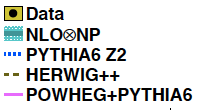 Data
NLO⊗NP
PYTHIA6 Z2
HERWIG++
POWHEG+PYTHIA6